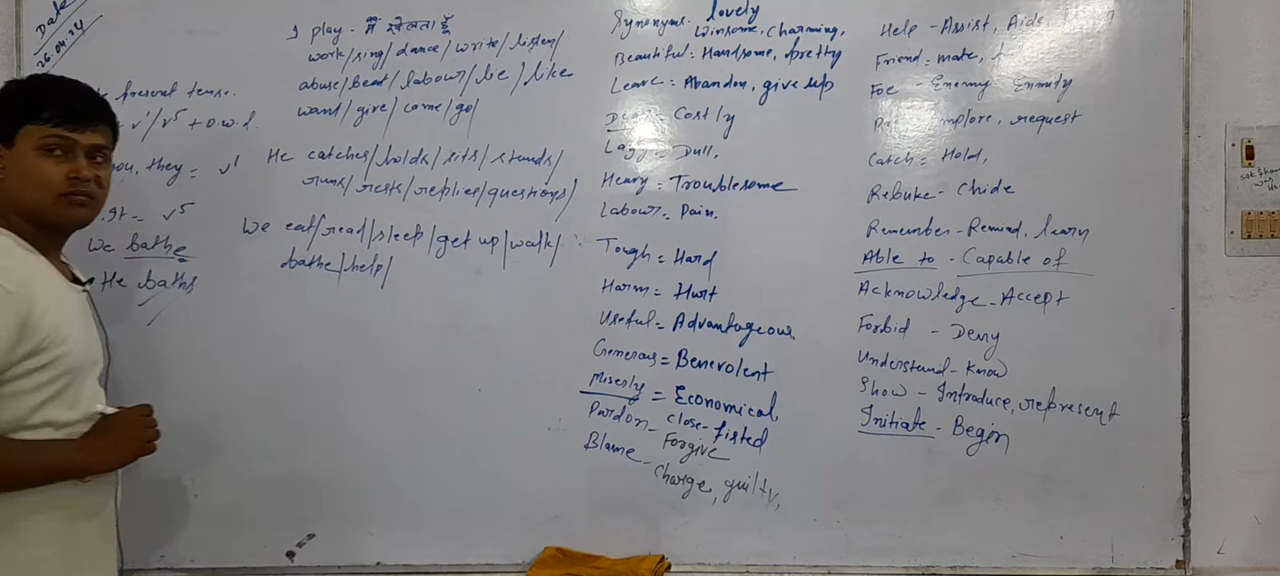 Date
26.04.24
present tense.
v'/v⁵ + o.w.d.
you, they = v'
v⁵
We bathe
He baths
I play - मैं खेलता हूँ
work/sing/dance/write/listen/
abuse/beat/labour/lie/like
want/give/come/go/
He catches/holds/sits/stands/
runs/rests/replies/questions/
We eat/read/sleep/get up/walk/
bathe/help/
Synonyms. lovely
winsome, charming,
Beautiful = Handsome, pretty
Leave = Abandon, give up
Dear = Costly
Lazy = Dull,
Heavy = Troublesome
Labour = Pain.
Tough = Hard
Harm = Hurt
Useful = Advantageous
Generous = Benevolent
Miserly = Economical,
close-fisted
Pardon - Forgive
Blame - charge, guilty,
Help - Assist, Aide
Friend = mate,
Foe - Enemy Enmity
implore, request
Catch = Hold,
Rebuke - Chide
Remember - Remind, learn
Able to - Capable of
Acknowledge - Accept
Forbid - Deny
Understand - Know
Show - Introduce, represent
Initiate - Begin